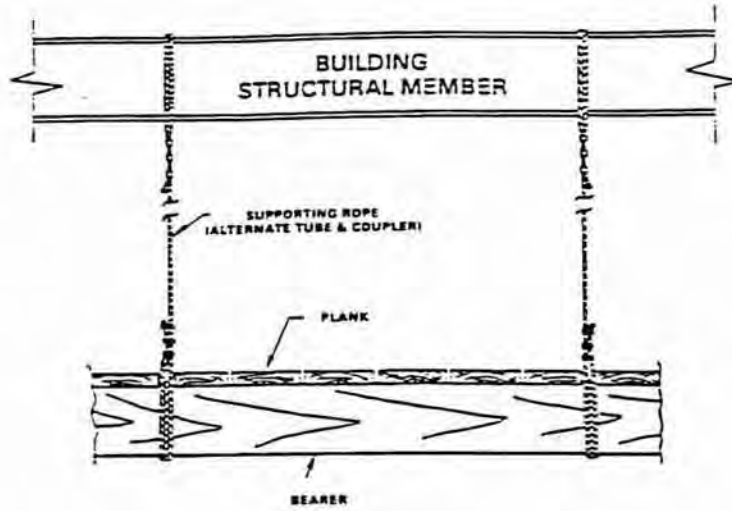 BUILDING
STRUCTURAL MEMBER
SUPPORTING ROPE
(ALTERNATE TUBE & COUPLER)
PLANK
BEARER